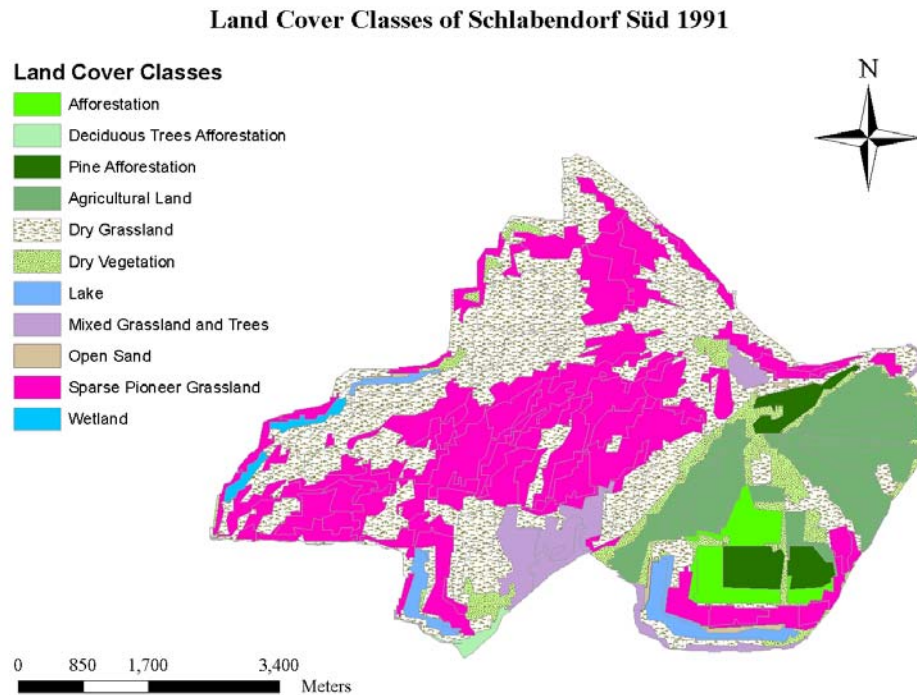 Land Cover Classes of Schlabendorf Süd 1991
Land Cover Classes
N
Afforestation
Deciduous Trees Afforestation
Pine Afforestation
Agricultural Land
Dry Grassland
Dry Vegetation
Lake
Mixed Grassland and Trees
Open Sand
Sparse Pioneer Grassland
Wetland
0 850 1,700 3,400
Meters